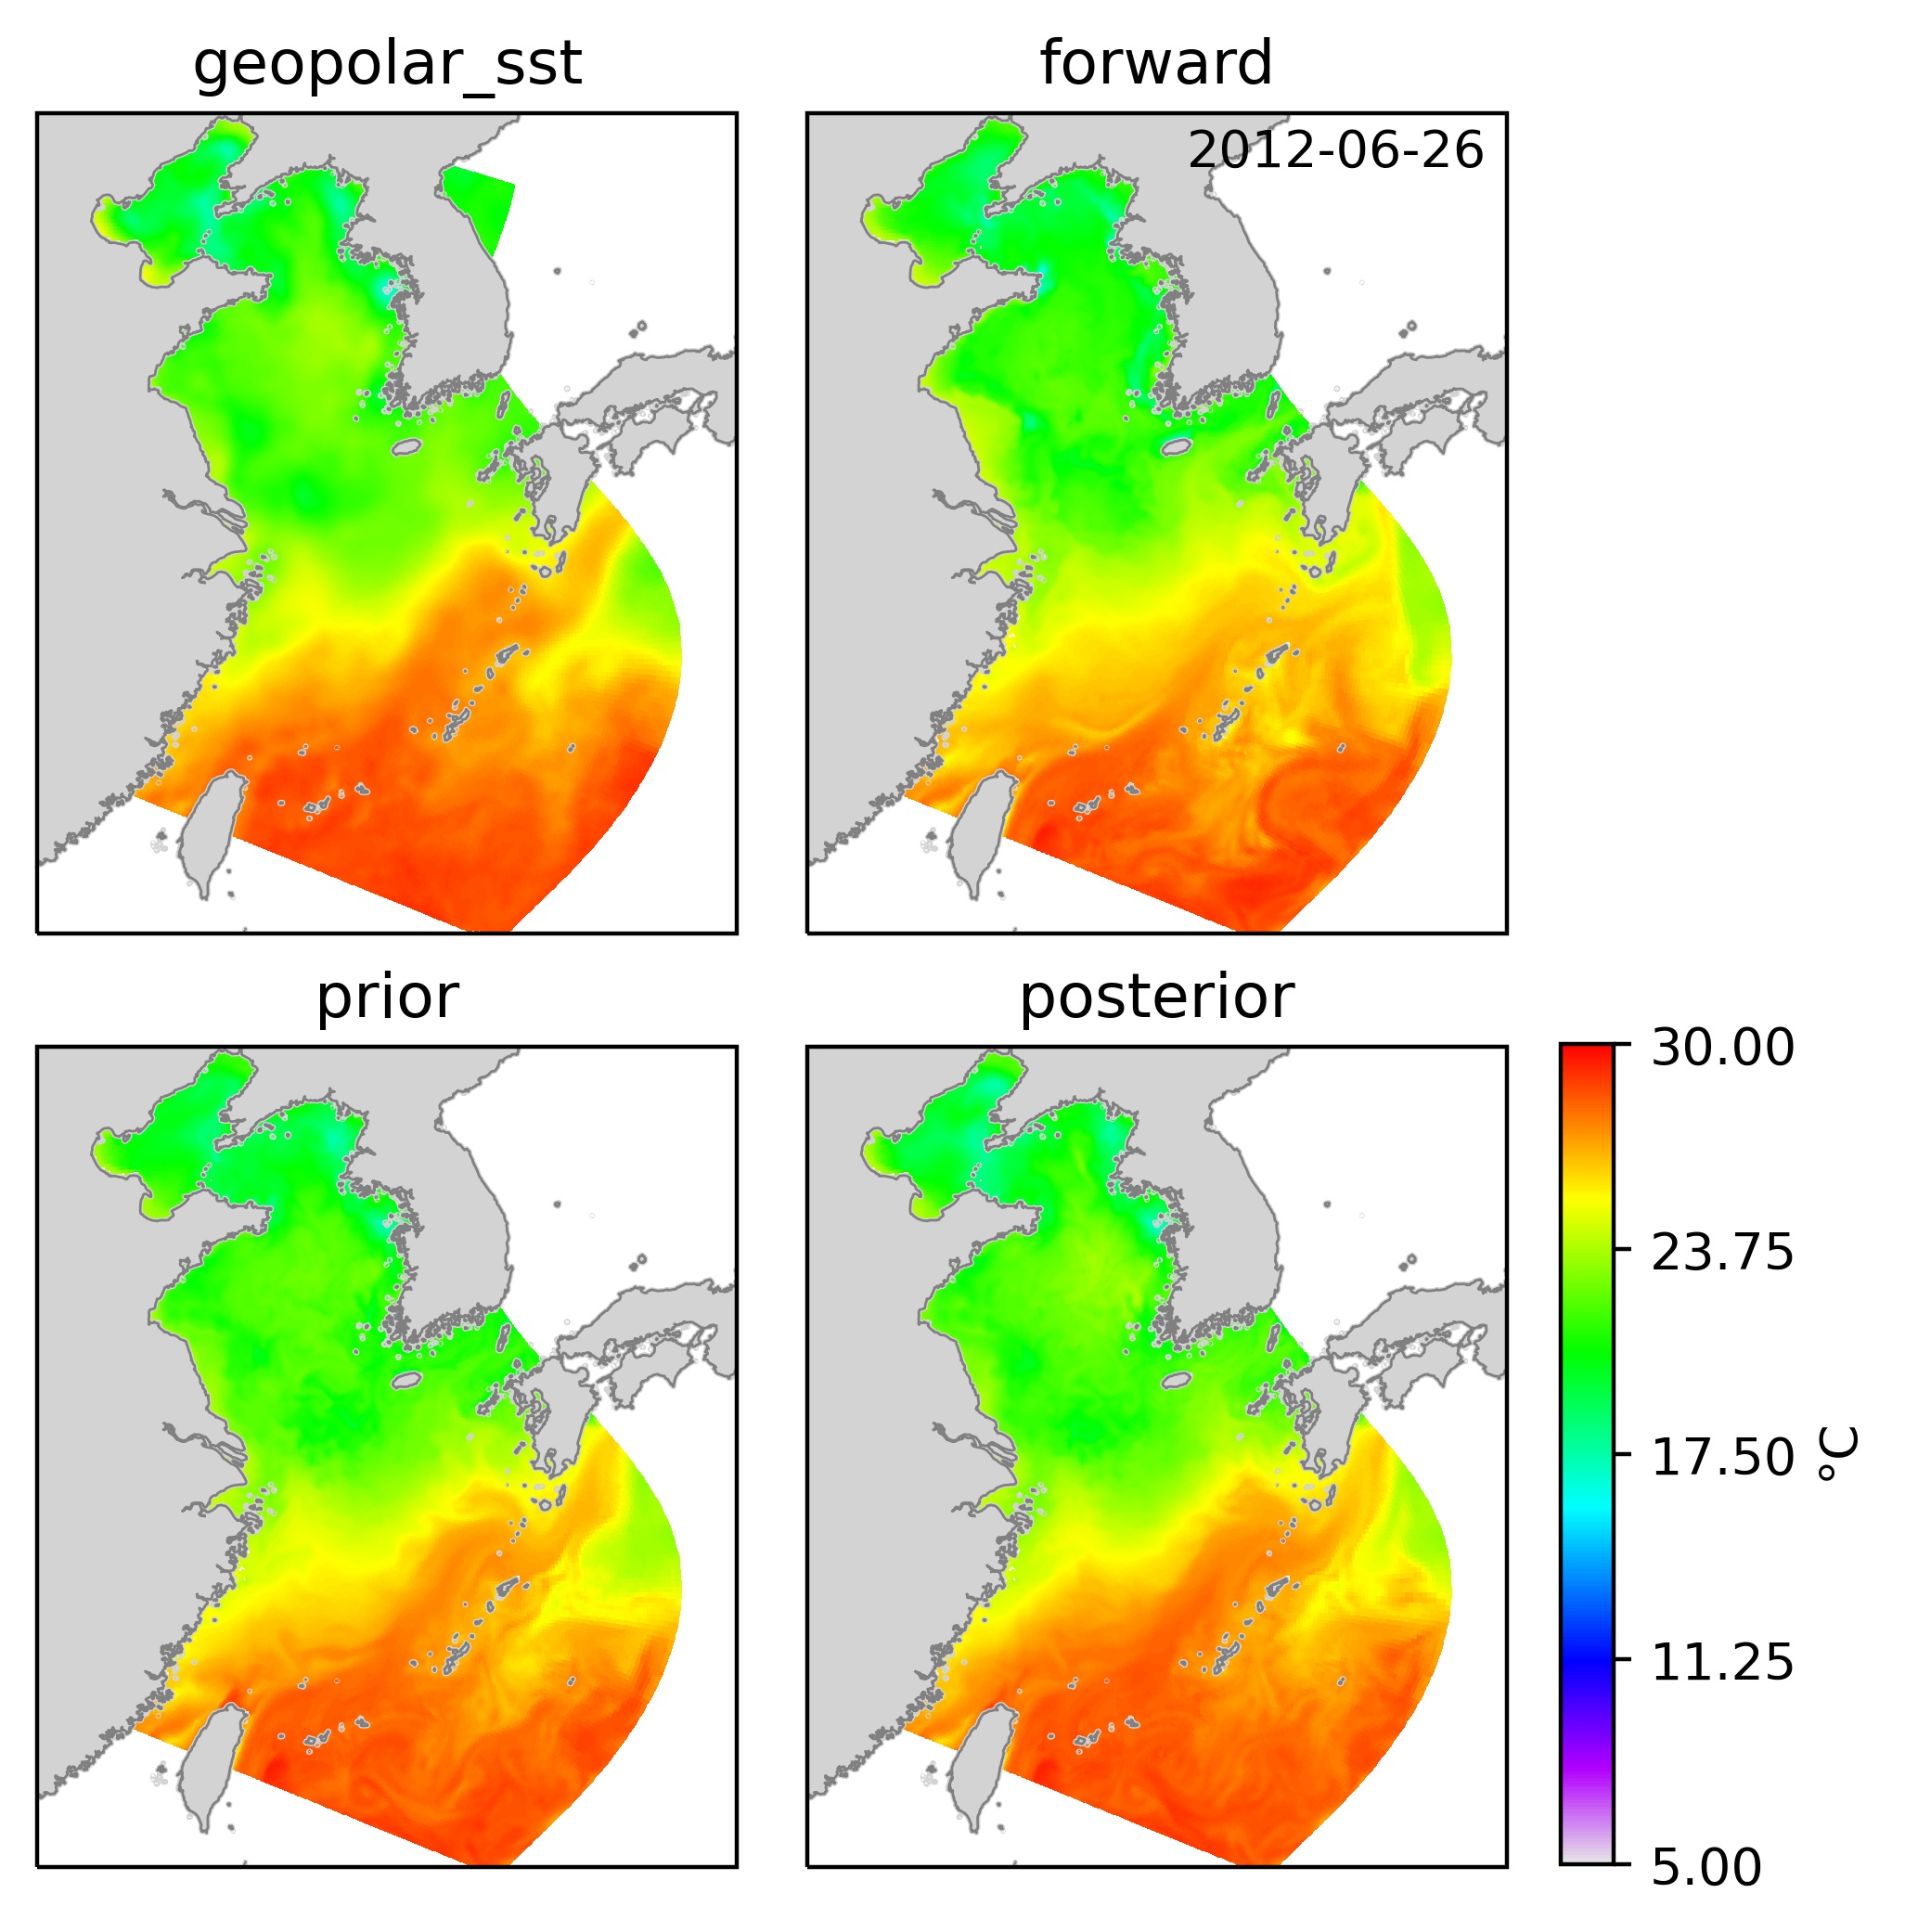 geopolar_sst
forward
2012-06-26
prior
posterior
30.00
23.75
17.50
11.25
5.00
°C